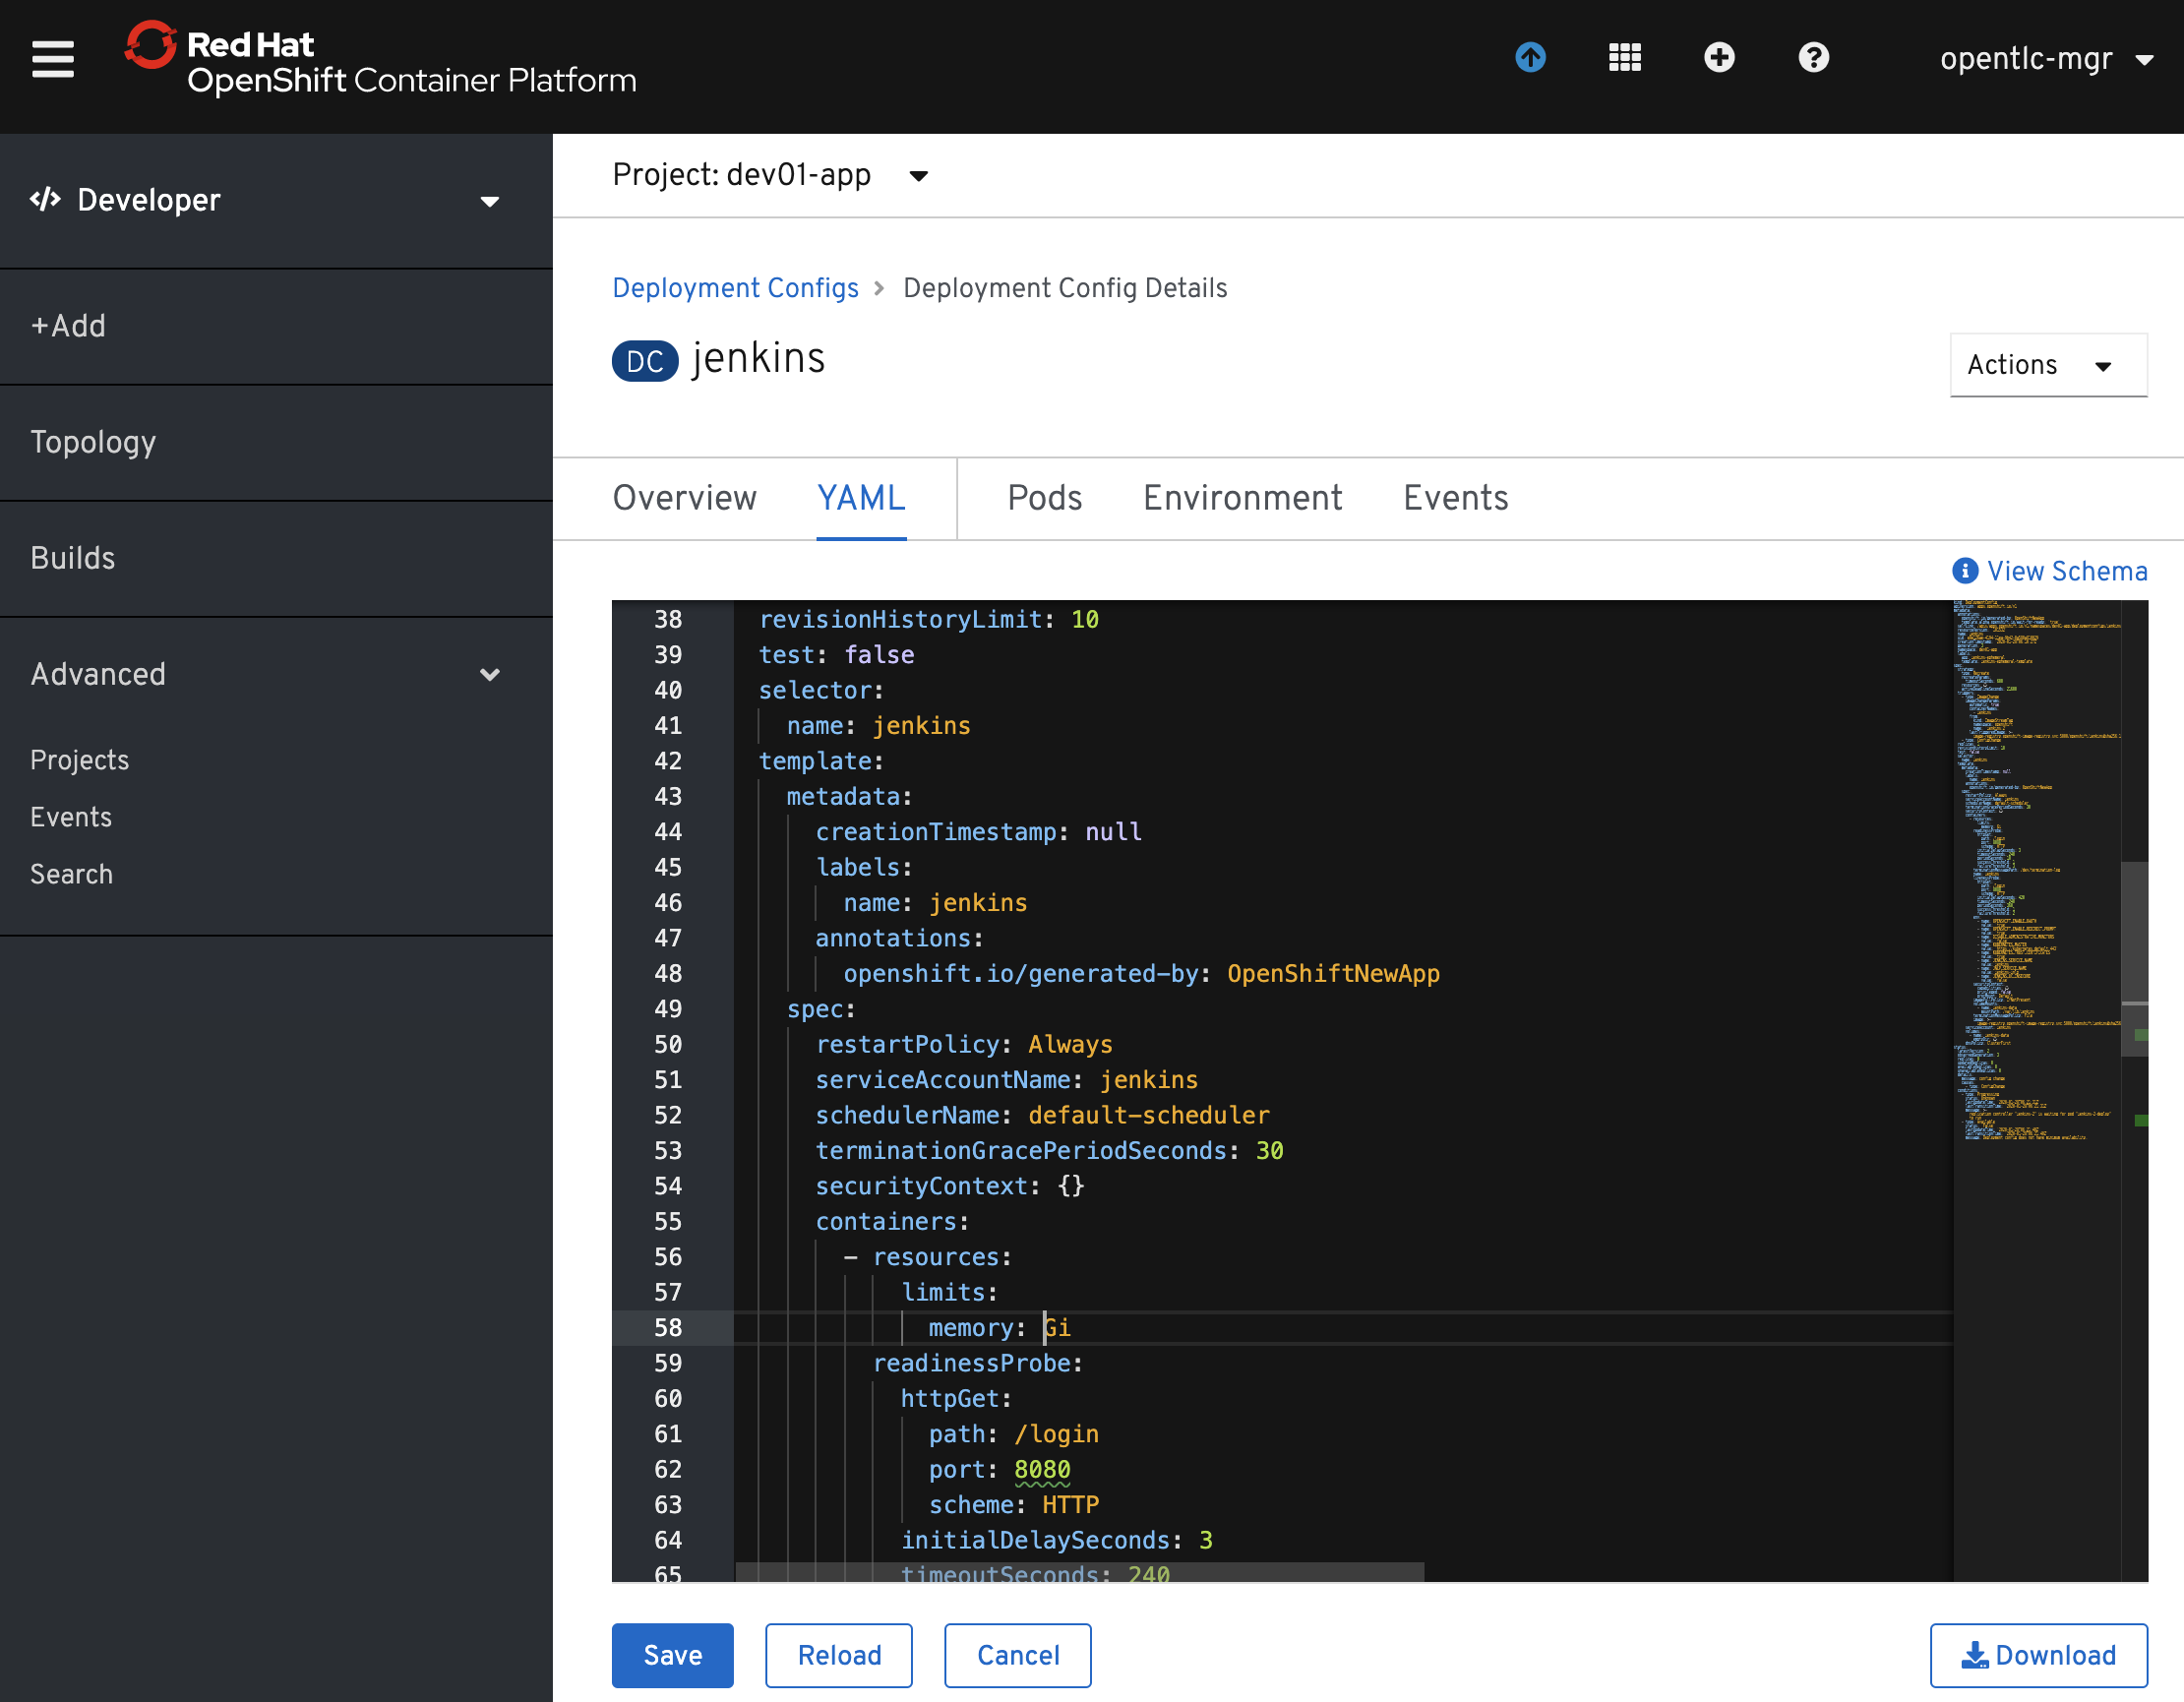 Red Hat
OpenShift Container Platform
opentlc-mgr
</> Developer
+Add
Topology
Builds
Advanced
Projects
Events
Search
Project: dev01-app
Deployment Configs > Deployment Config Details
DC jenkins
Actions
Overview YAML Pods Environment Events
View Schema
38 revisionHistoryLimit: 10
39 test: false
40 selector:
41 name: jenkins
42 template:
43 metadata:
44 creationTimestamp: null
45 labels:
46 name: jenkins
47 annotations:
48 openshift.io/generated-by: OpenShiftNewApp
49 spec:
50 restartPolicy: Always
51 serviceAccountName: jenkins
52 schedulerName: default-scheduler
53 terminationGracePeriodSeconds: 30
54 securityContext: {}
55 containers:
56 - resources:
57 limits:
58 memory: Gi
59 readinessProbe:
60 httpGet:
61 path: /login
62 port: 8080
63 scheme: HTTP
64 initialDelaySeconds: 3
65 timeoutSeconds: 240
Save Reload Cancel Download